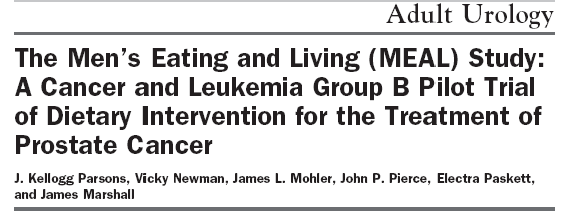 Adult Urology
The Men's Eating and Living (MEAL) Study:
A Cancer and Leukemia Group B Pilot Trial
of Dietary Intervention for the Treatment of
Prostate Cancer
J. Kellogg Parsons, Vicky Newman, James L. Mohler, John P. Pierce, Electra Paskett,
and James Marshall